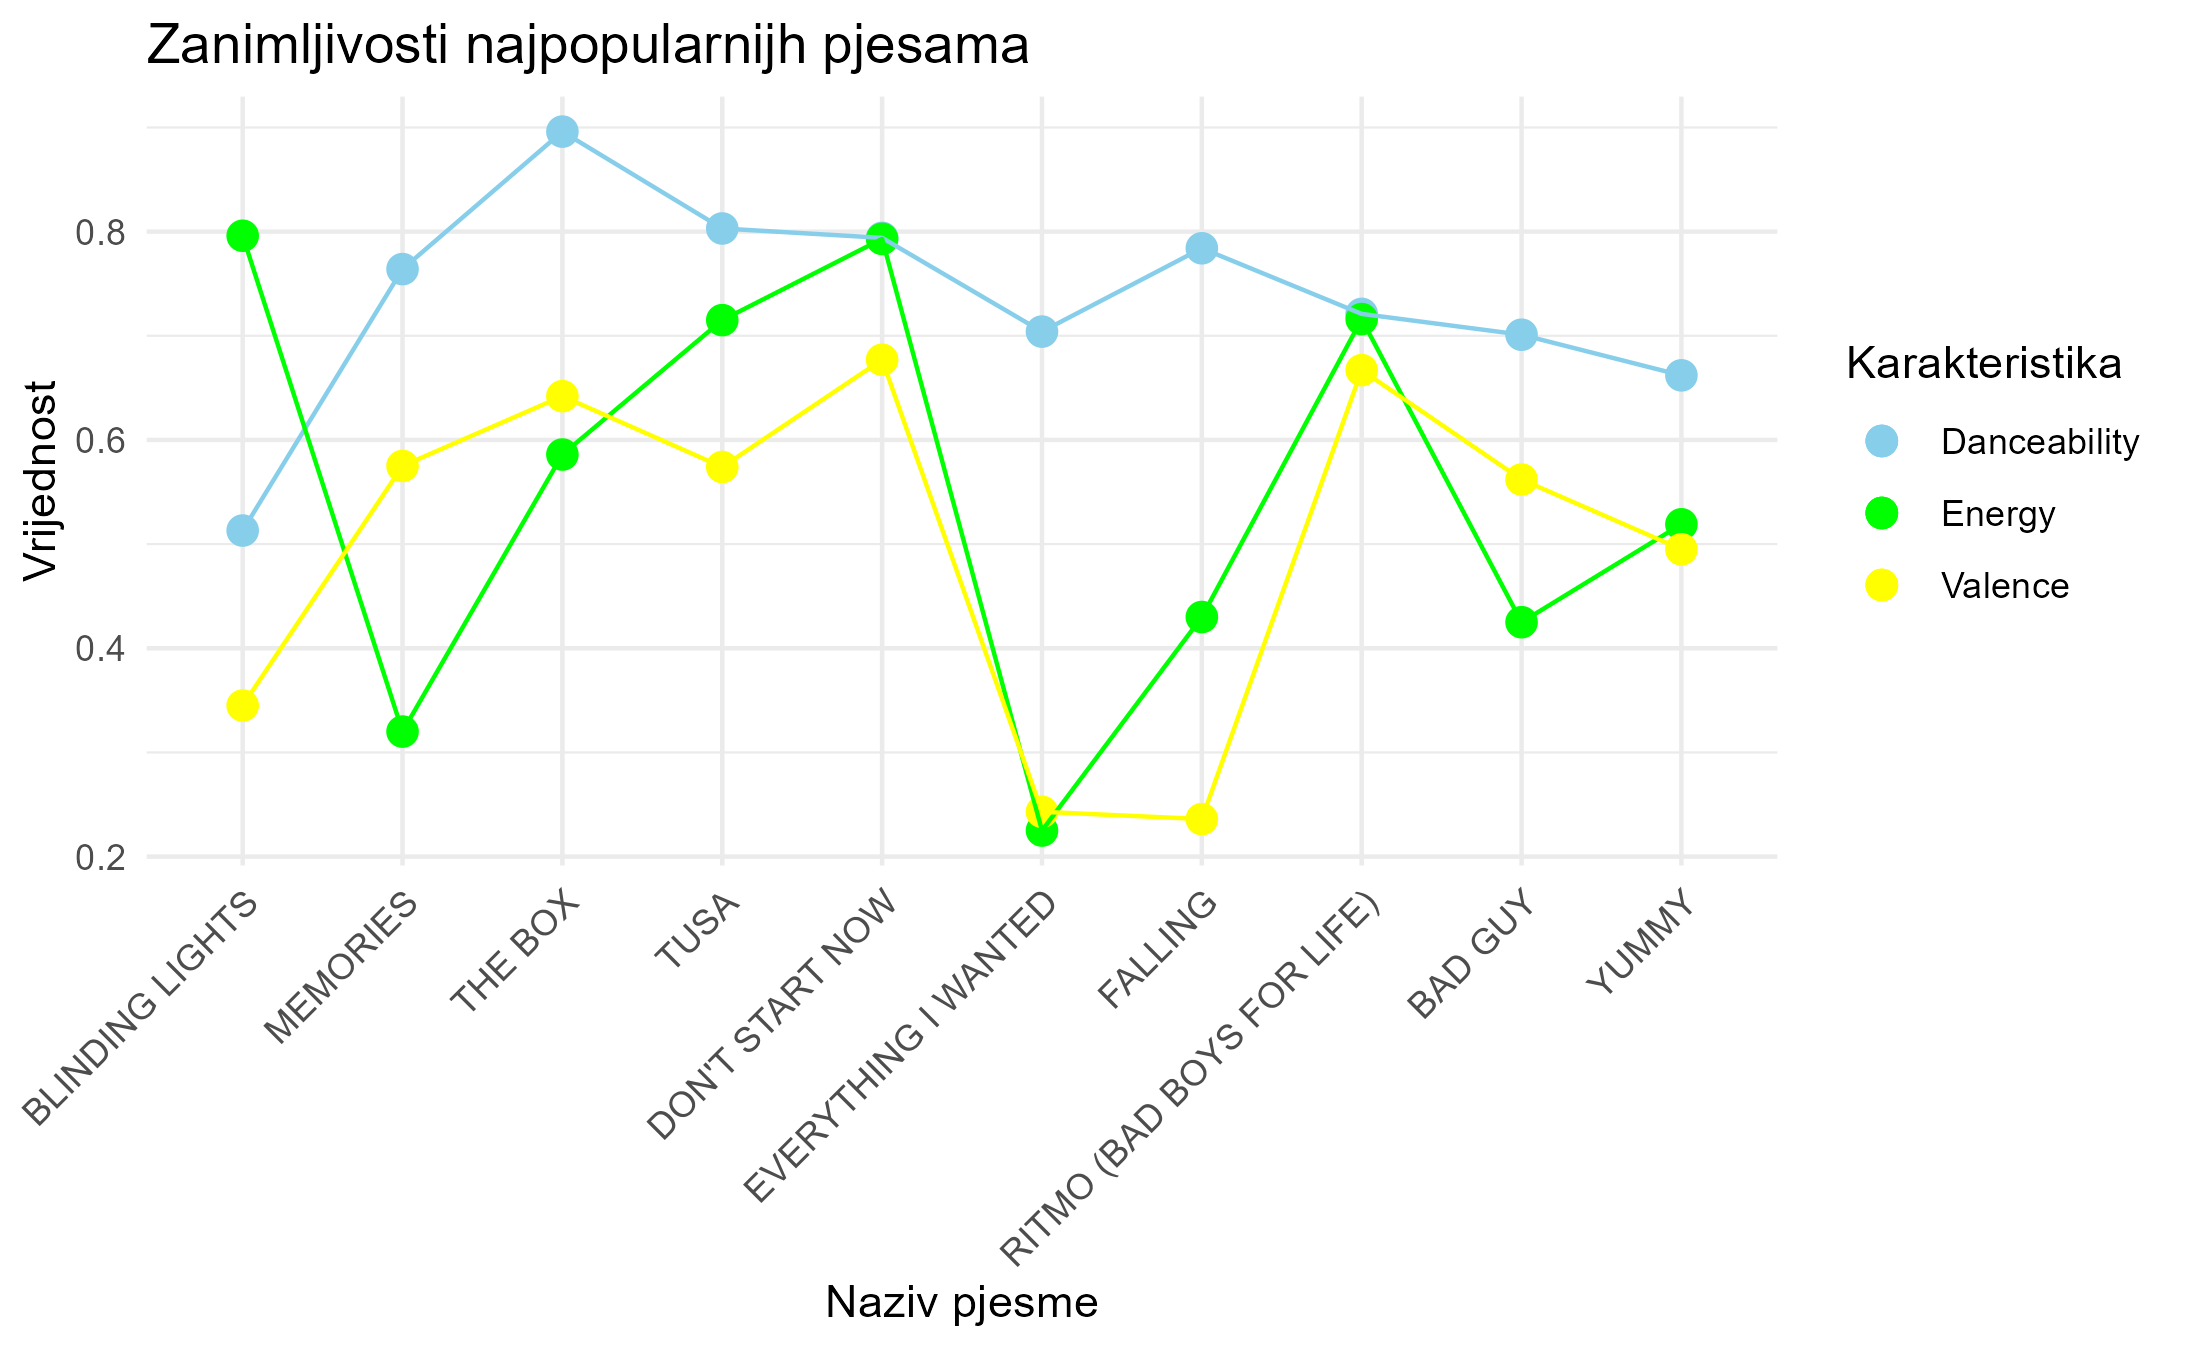 Zanimljivosti najpopularnijh pjesama
Vrijednost
0.8
0.6
0.4
0.2
BLINDING LIGHTS
MEMORIES
THE BOX
TUSA
DON'T START NOW
EVERYTHING I WANTED
FALLING
RITMO (BAD BOYS FOR LIFE)
BAD GUY
YUMMY
Naziv pjesme
Karakteristika
Danceability
Energy
Valence